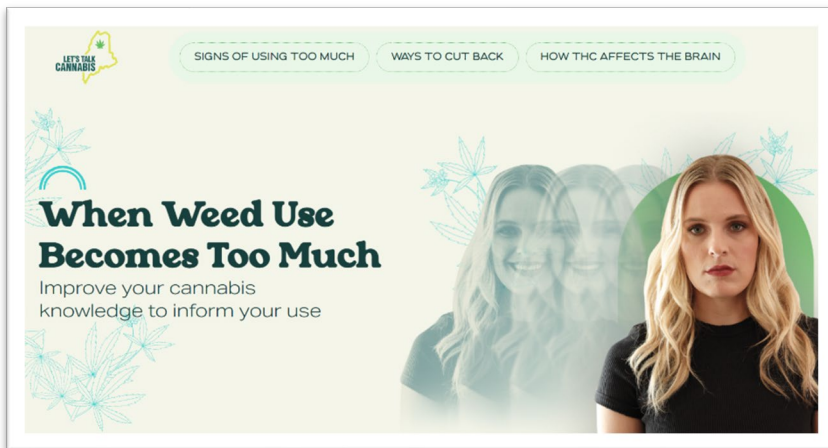 LET'S TALK
CANNABIS
SIGNS OF USING TOO MUCH
WAYS TO CUT BACK
HOW THC AFFECTS THE BRAIN
When Weed Use
Becomes Too Much
Improve your cannabis
knowledge to inform your use